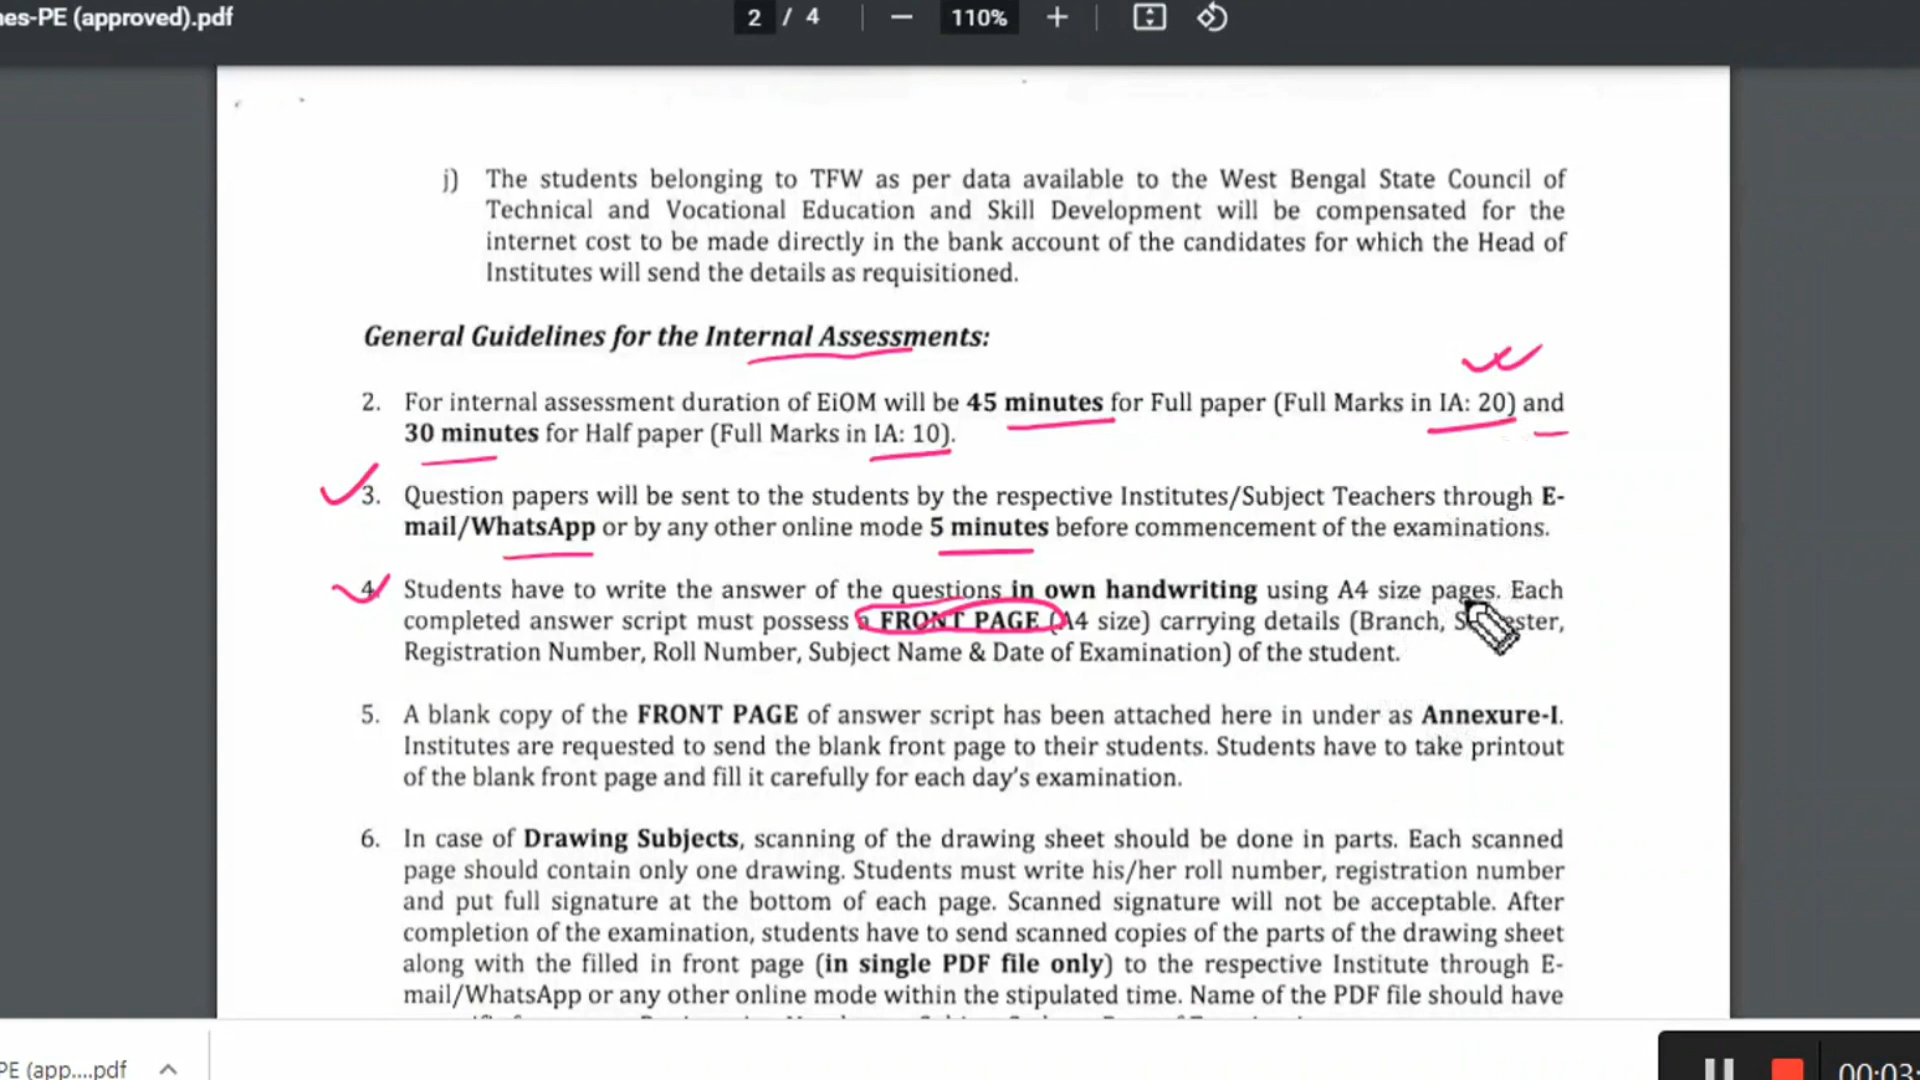 nes-PE (approved).pdf
2 / 4
110%
j) The students belonging to TFW as per data available to the West Bengal State Council of
Technical and Vocational Education and Skill Development will be compensated for the
internet cost to be made directly in the bank account of the candidates for which the Head of
Institutes will send the details as requisitioned.
General Guidelines for the Internal Assessments:
2. For internal assessment duration of EiOM will be 45 minutes for Full paper (Full Marks in IA: 20) and
30 minutes for Half paper (Full Marks in IA: 10).
3. Question papers will be sent to the students by the respective Institutes/Subject Teachers through E-
mail/WhatsApp or by any other online mode 5 minutes before commencement of the examinations.
4. Students have to write the answer of the questions in own handwriting using A4 size pages. Each
completed answer script must possess a FRONT PAGE (A4 size) carrying details (Branch, Semester,
Registration Number, Roll Number, Subject Name & Date of Examination) of the student.
5. A blank copy of the FRONT PAGE of answer script has been attached here in under as Annexure-I.
Institutes are requested to send the blank front page to their students. Students have to take printout
of the blank front page and fill it carefully for each day's examination.
6. In case of Drawing Subjects, scanning of the drawing sheet should be done in parts. Each scanned
page should contain only one drawing. Students must write his/her roll number, registration number
and put full signature at the bottom of each page. Scanned signature will not be acceptable. After
completion of the examination, students have to send scanned copies of the parts of the drawing sheet
along with the filled in front page (in single PDF file only) to the respective Institute through E-
mail/WhatsApp or any other online mode within the stipulated time. Name of the PDF file should have
PE (app....pdf
00:03: